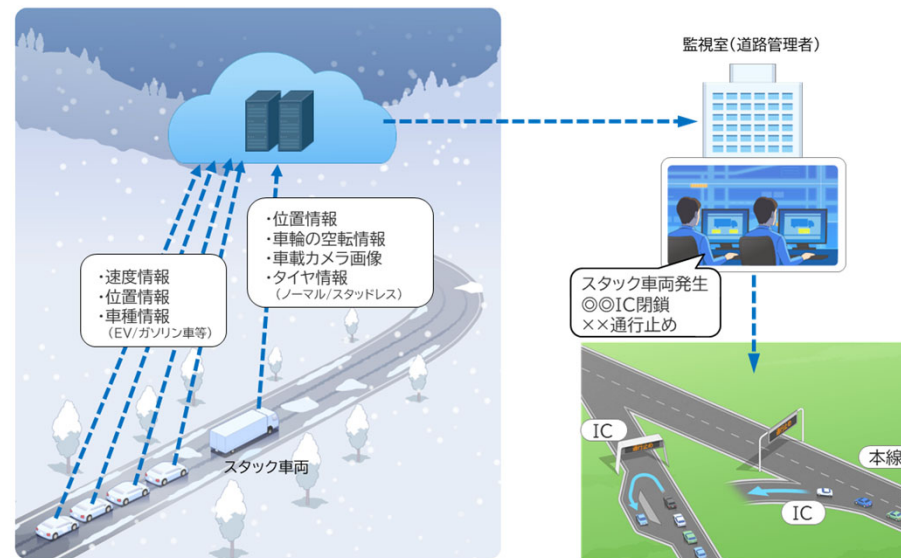 監視室(道路管理者)
・位置情報
・車輪の空転情報
・車載カメラ画像
・タイヤ情報
(ノーマル/スタッドレス)
・速度情報
・位置情報
・車種情報
(EV/ガソリン車等)
スタック車両発生
◎◎IC閉鎖
××通行止め
スタック車両
IC
本線
IC